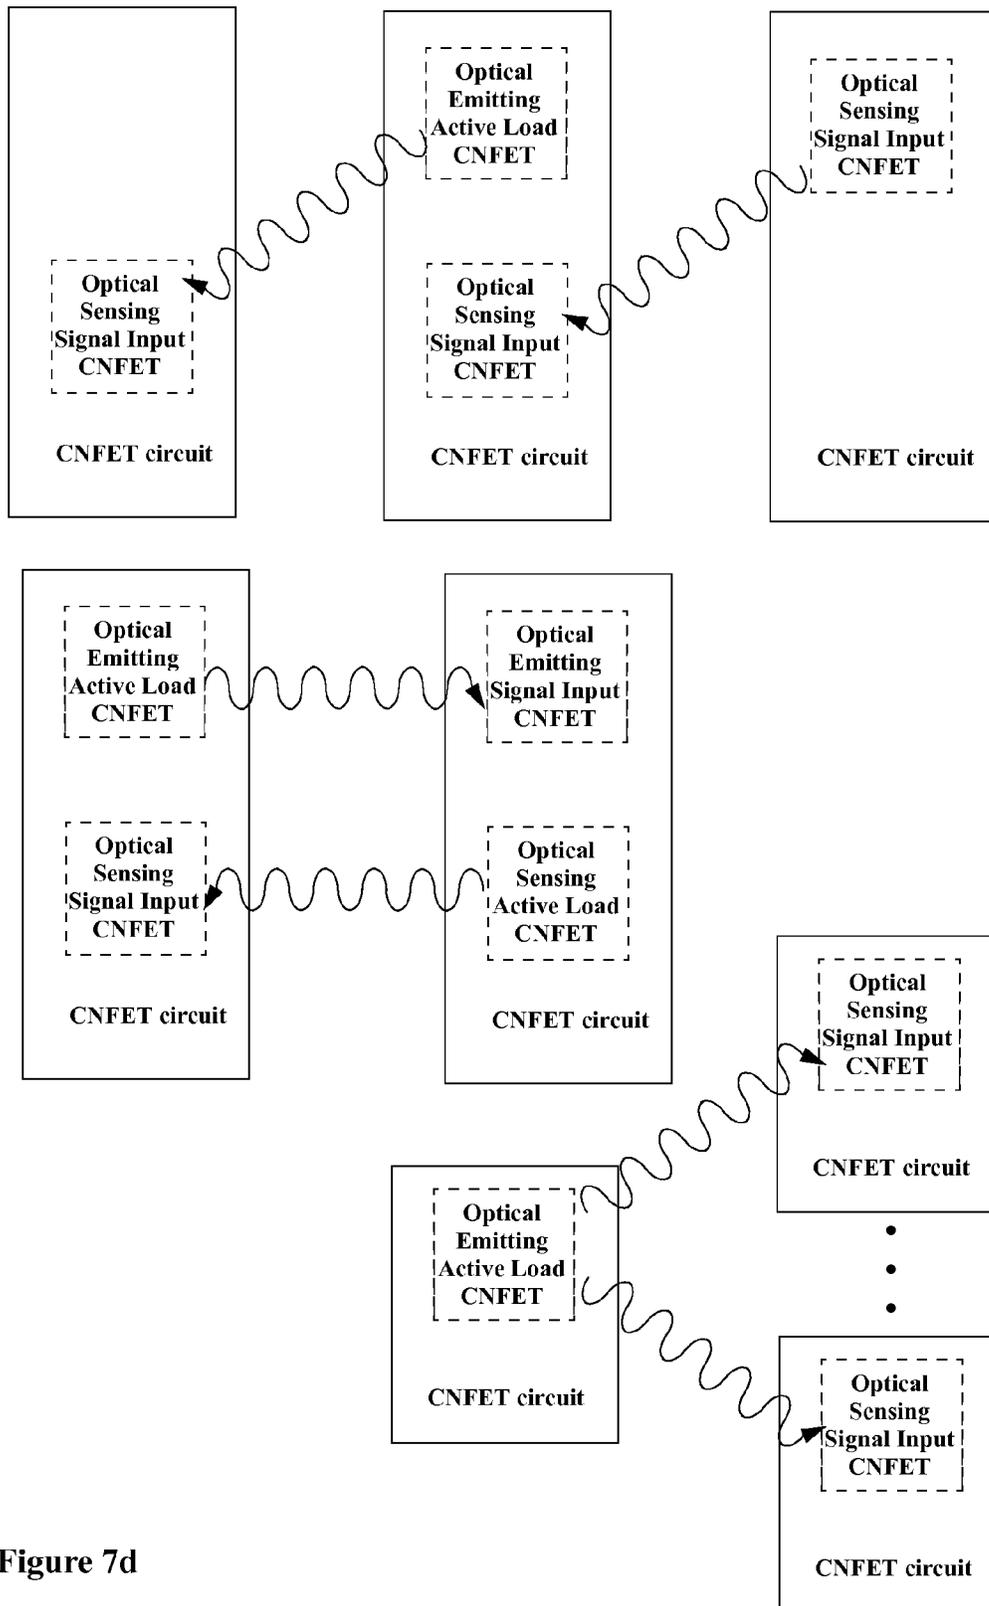 Optical
Emitting
Active Load
CNFET
Optical
Sensing
Signal Input
CNFET
Optical
Sensing
Signal Input
CNFET
Optical
Sensing
Signal Input
CNFET
CNFET circuit
CNFET circuit
CNFET circuit
Optical
Emitting
Active Load
CNFET
Optical
Emitting
Signal Input
CNFET
Optical
Sensing
Signal Input
CNFET
Optical
Sensing
Active Load
CNFET
CNFET circuit
CNFET circuit
Optical
Sensing
Signal Input
CNFET
CNFET circuit
Optical
Emitting
Active Load
CNFET
CNFET circuit
Optical
Sensing
Signal Input
CNFET
CNFET circuit
Figure 7d